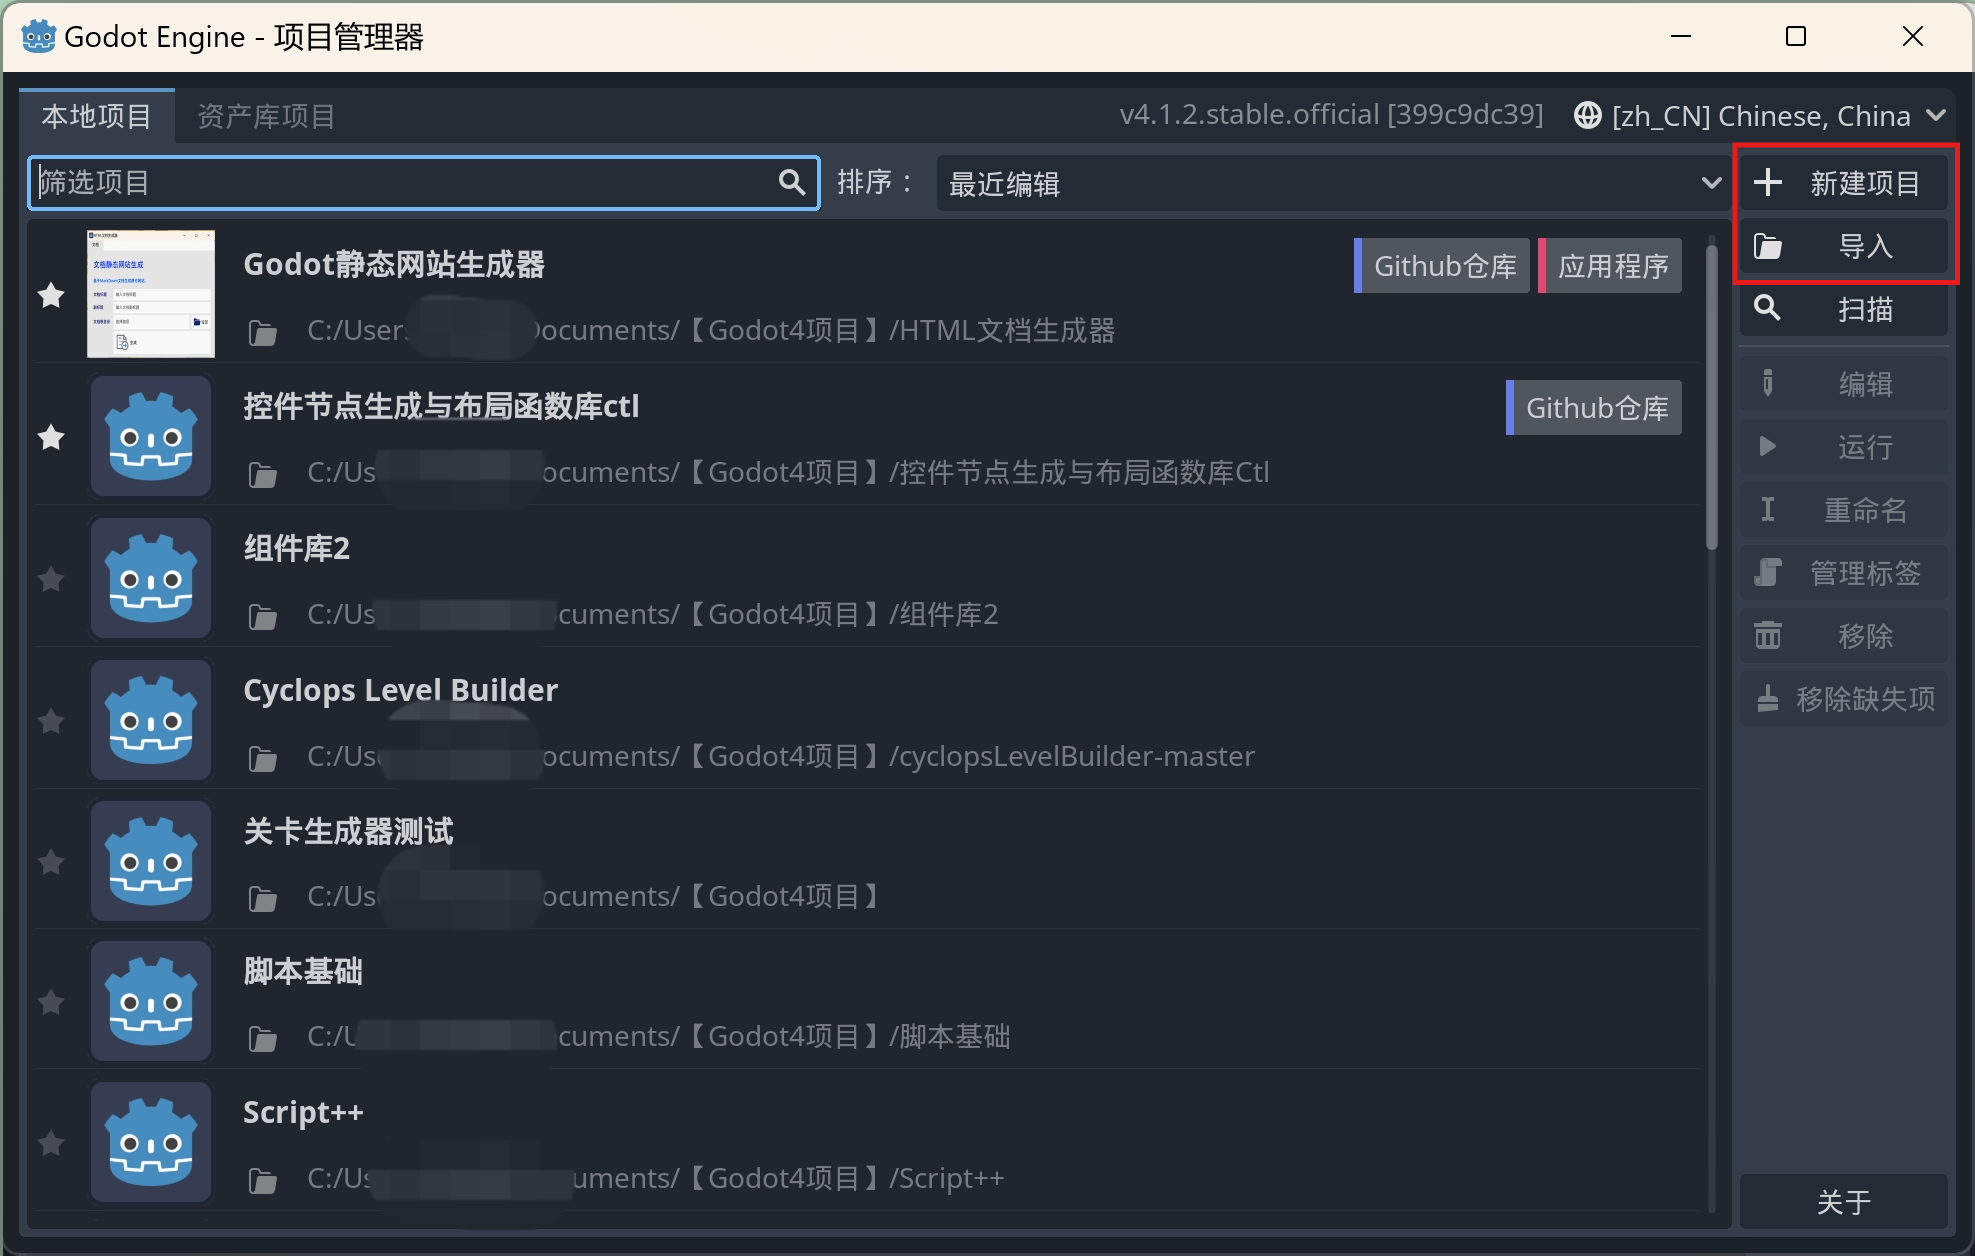 Godot Engine - 项目管理器
本地项目 资产库项目 v4.1.2.stable.official [399c9dc39] [zh_CN] Chinese, China
筛选项目 排序： 最近编辑
新建项目
导入
扫描
编辑
运行
重命名
管理标签
移除
移除缺失项
关于
Godot静态网站生成器 Github仓库 应用程序
文档静态网站生成
C:/User ocuments/【Godot4项目】/HTML文档生成器
控件节点生成与布局函数库ctl Github仓库
C:/Us ocuments/【Godot4项目】/控件节点生成与布局函数库Ctl
组件库2
C:/Us cuments/【Godot4项目】/组件库2
Cyclops Level Builder
C:/Us ocuments/【Godot4项目】/cyclopsLevelBuilder-master
关卡生成器测试
C:/Us ocuments/【Godot4项目】
脚本基础
C:/U cuments/【Godot4项目】/脚本基础
Script++
C:/Us uments/【Godot4项目】/Script++